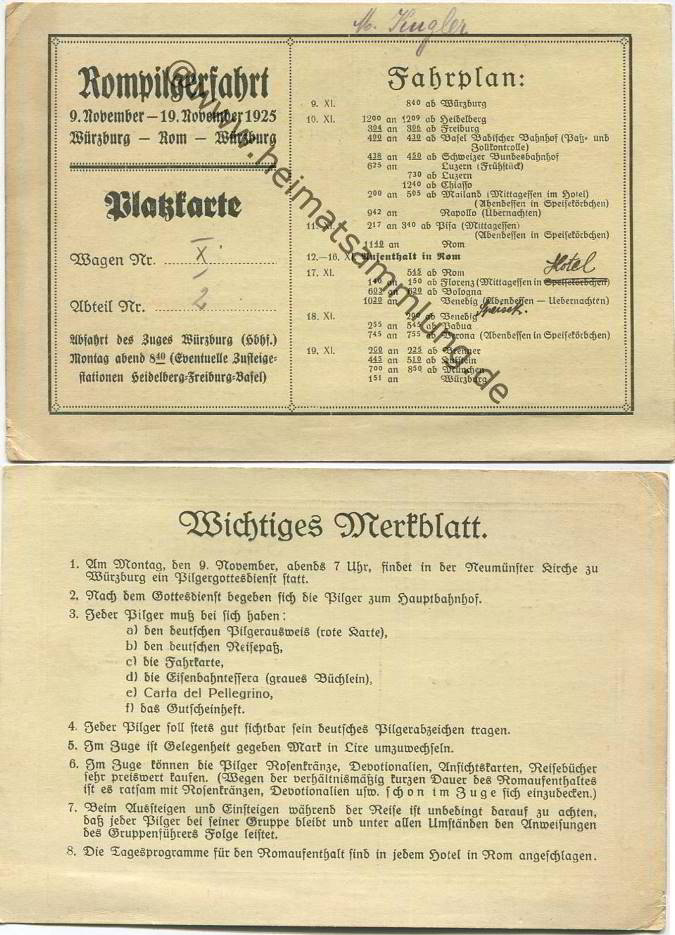 M. Kugler
Rompilgerfahrt
9. November – 19. November 1925
Würzburg – Rom – Würzburg
Platzkarte
Wagen Nr. X.
Abteil Nr. 2
Abfahrt des Zuges Würzburg (Hbhf.)
Montag abend 8⁴⁰ (Eventuelle Zusteige-
stationen Heidelberg-Freiburg-Basel)
Fahrplan:
9. XI. 8⁴⁰ ab Würzburg
10. XI. 12⁰⁰ an 12⁰⁹ ab Heidelberg
3⁰⁴ an ab Freiburg
4⁰⁰ an 4³⁰ ab Basel Badischer Bahnhof (Paß- und
Zollkontrolle)
4³⁸ an 4⁵⁰ ab Schweizer Bundesbahnhof
6²⁵ an Luzern (Frühstück)
7³⁰ ab Luzern
12⁴⁰ ab Chiasso
2⁰⁰ an 5⁰⁵ ab Mailand (Mittagessen im Hotel)
(Abendessen in Speisekörbchen)
9⁴² an Rapallo (Übernachten)
11. XI. 2¹⁷ an 3⁴⁰ ab Pisa (Mittagessen)
(Abendessen in Speisekörbchen)
an Rom
12.–16. XI. Aufenthalt in Rom
Hotel
17. XI. 5⁴⁵ ab Rom
an 1⁵⁰ ab Florenz (Mittagessen in Speisekörbchen)
an ab Bologna
10²⁰ an Venedig (Abendessen – Uebernachten)
18. XI. ab Venedig
2⁵⁵ an 5⁴⁵ ab Padua
7⁴⁵ an 7⁵⁵ ab Verona (Abendessen in Speisekörbchen)
19. XI. 2⁰⁰ an 2²⁵ ab Brenner
4⁴³ an 5¹⁰ ab Kufstein
7⁰⁰ an 8⁵⁰ ab München
1⁵¹ an Würzburg
© www.heimatsammlung.de
Wichtiges Merkblatt.
1. Am Montag, den 9. November, abends 7 Uhr, findet in der Neumünster Kirche zu
Würzburg ein Pilgergottesdienst statt.
2. Nach dem Gottesdienst begeben sich die Pilger zum Hauptbahnhof.
3. Jeder Pilger muß bei sich haben:
a) den deutschen Pilgerausweis (rote Karte),
b) den deutschen Reisepaß,
c) die Fahrkarte,
d) die Eisenbahntessera (graues Büchlein),
e) Carta del Pellegrino,
f) das Gutscheinheft.
4. Jeder Pilger soll stets gut sichtbar sein deutsches Pilgerabzeichen tragen.
5. Im Zuge ist Gelegenheit gegeben Mark in Lire umzuwechseln.
6. Im Zuge können die Pilger Rosenkränze, Devotionalien, Ansichtskarten, Reisebücher
sehr preiswert kaufen. (Wegen der verhältnismäßig kurzen Dauer des Romaufenthaltes
ist es ratsam mit Rosenkränzen, Devotionalien usw. schon im Zuge sich einzudecken.)
7. Beim Aussteigen und Einsteigen während der Reise ist unbedingt darauf zu achten,
daß jeder Pilger bei seiner Gruppe bleibt und unter allen Umständen den Anweisungen
des Gruppenführers Folge leistet.
8. Die Tagesprogramme für den Romaufenthalt sind in jedem Hotel in Rom angeschlagen.